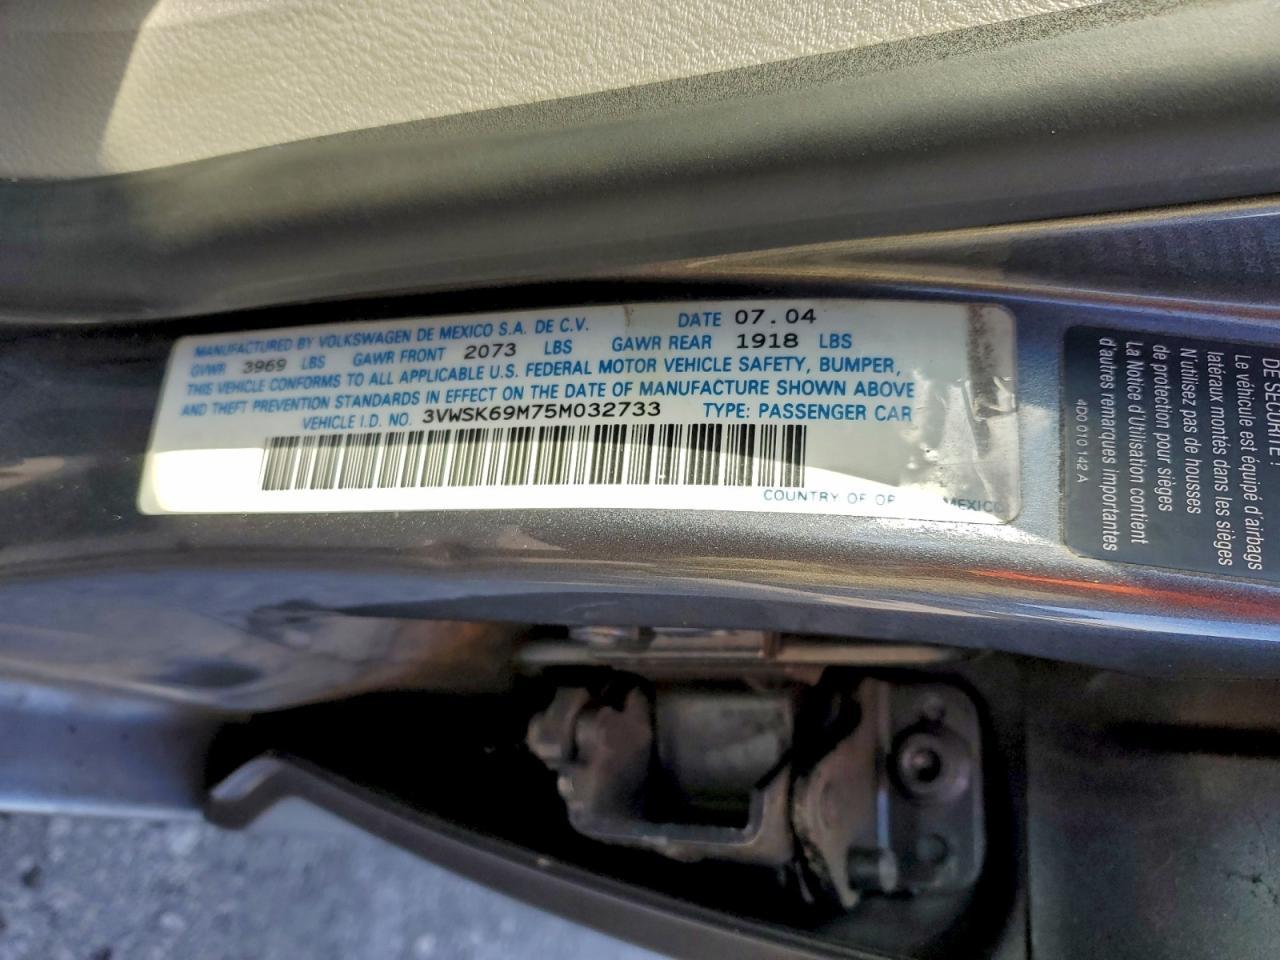 MANUFACTURED BY VOLKSWAGEN DE MEXICO S.A. DE C.V. DATE 07.04
GVWR 3969 LBS GAWR FRONT 2073 LBS GAWR REAR 1918 LBS
THIS VEHICLE CONFORMS TO ALL APPLICABLE U.S. FEDERAL MOTOR VEHICLE SAFETY, BUMPER,
AND THEFT PREVENTION STANDARDS IN EFFECT ON THE DATE OF MANUFACTURE SHOWN ABOVE
VEHICLE I.D. NO. 3VWSK69M75M032733 TYPE: PASSENGER CAR
COUNTRY OF MEXICO
DE SÉCURITÉ!
Le véhicule est équipé d'airbags
latéraux montés dans les sièges
N'utilisez pas de housses
de protection pour sièges
La Notice d'Utilisation contient
d'autres remarques importantes
4D0 010 142 A